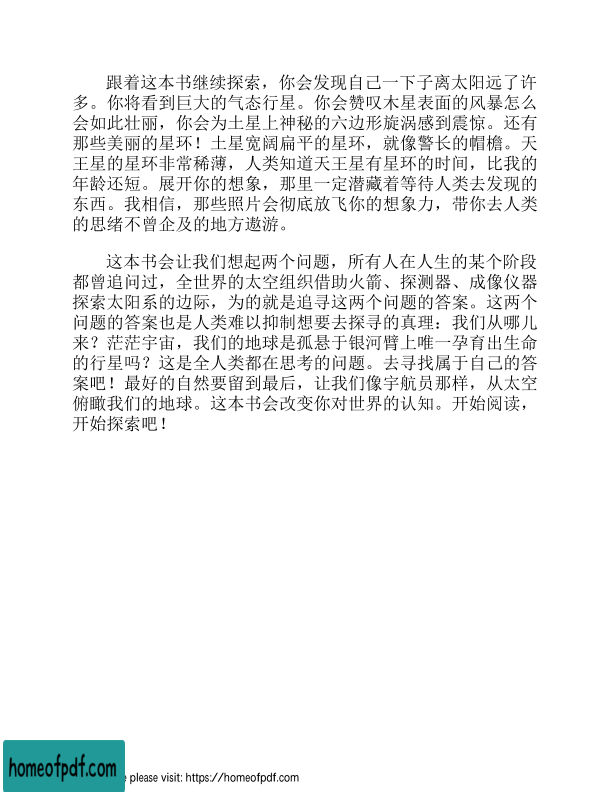 跟着这本书继续探索，你会发现自己一下子离太阳远了许
多。你将看到巨大的气态行星。你会赞叹木星表面的风暴怎么
会如此壮丽，你会为土星上神秘的六边形旋涡感到震惊。还有
那些美丽的星环！土星宽阔扁平的星环，就像警长的帽檐。天
王星的星环非常稀薄，人类知道天王星有星环的时间，比我的
年龄还短。展开你的想象，那里一定潜藏着等待人类去发现的
东西。我相信，那些照片会彻底放飞你的想象力，带你去人类
的思绪不曾企及的地方遨游。
这本书会让我们想起两个问题，所有人在人生的某个阶段
都曾追问过，全世界的太空组织借助火箭、探测器、成像仪器
探索太阳系的边际，为的就是追寻这两个问题的答案。这两个
问题的答案也是人类难以抑制想要去探寻的真理：我们从哪儿
来？茫茫宇宙，我们的地球是孤悬于银河臂上唯一孕育出生命
的行星吗？这是全人类都在思考的问题。去寻找属于自己的答
案吧！最好的自然要留到最后，让我们像宇航员那样，从太空
俯瞰我们的地球。这本书会改变你对世界的认知。开始阅读，
开始探索吧！
homeofpdf.com
please visit: https://homeofpdf.com